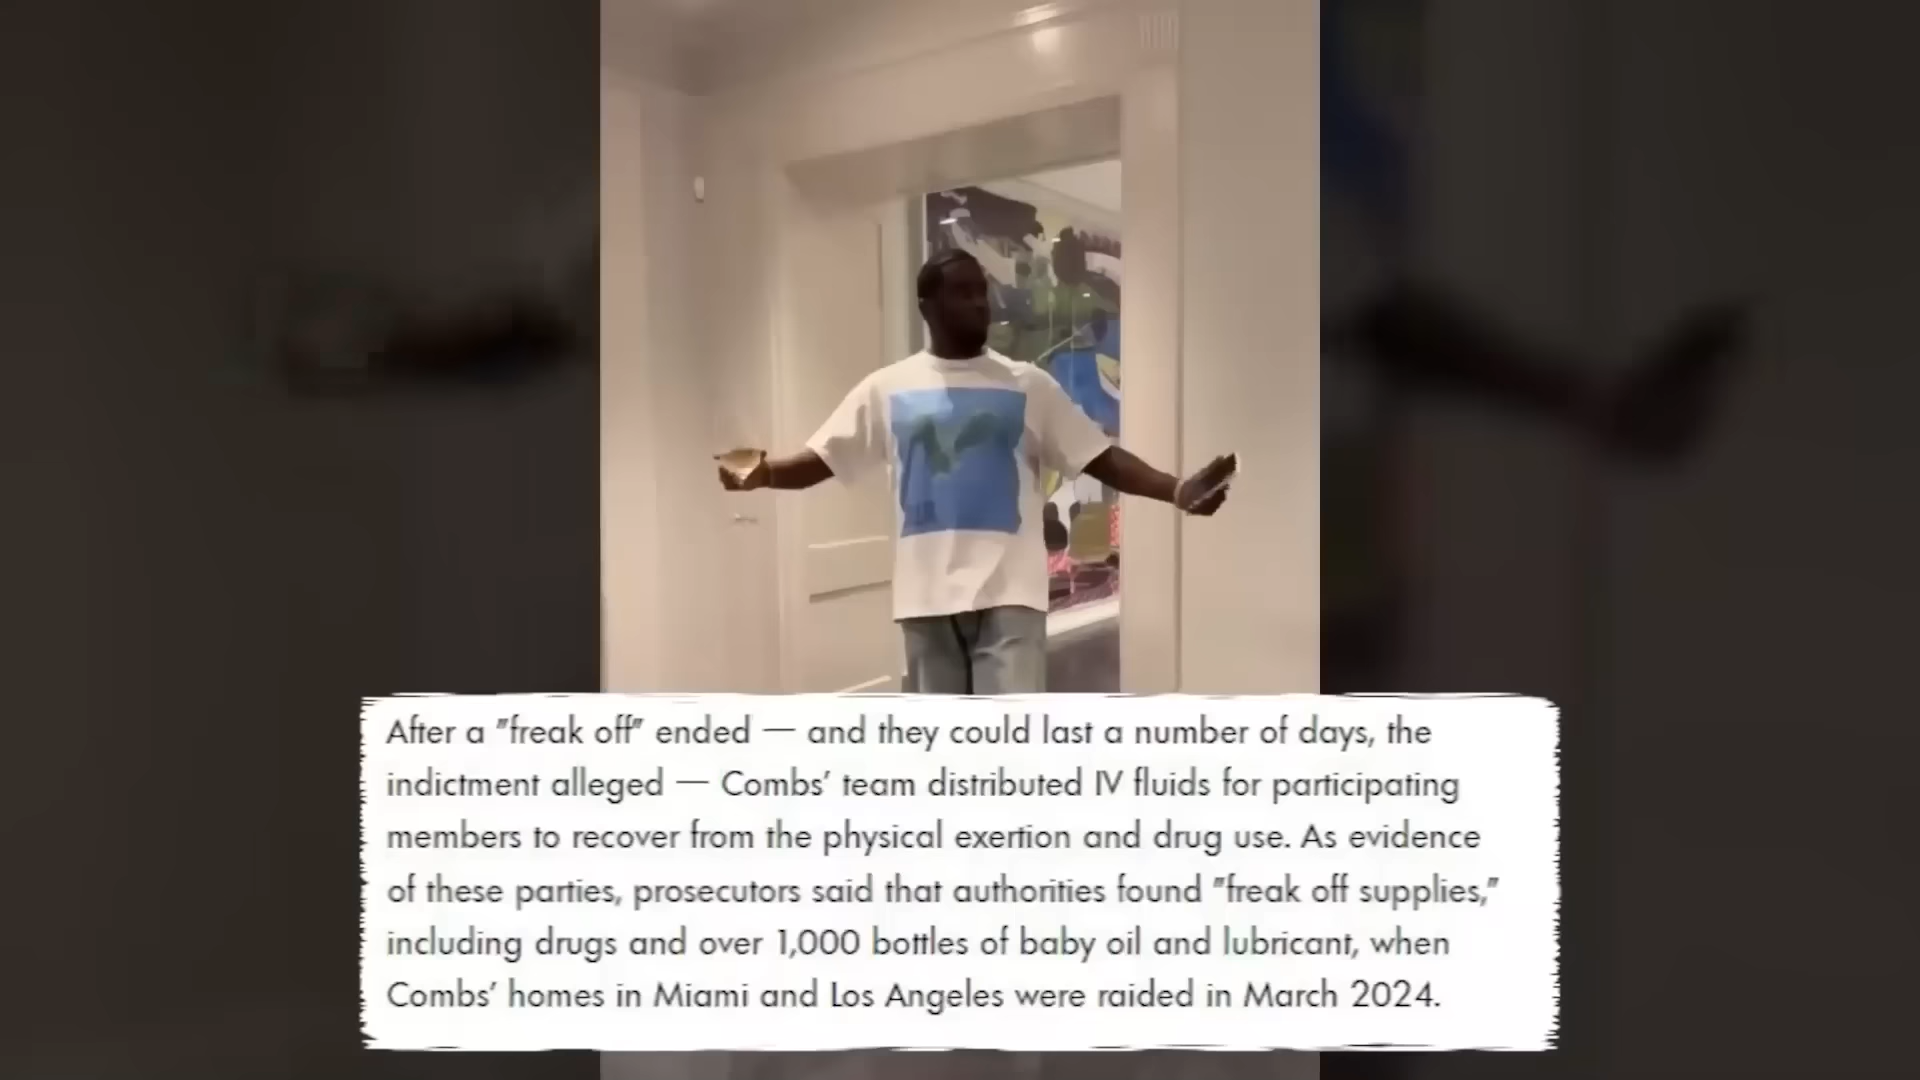 After a "freak off" ended — and they could last a number of days, the
indictment alleged — Combs' team distributed IV fluids for participating
members to recover from the physical exertion and drug use. As evidence
of these parties, prosecutors said that authorities found "freak off supplies,"
including drugs and over 1,000 bottles of baby oil and lubricant, when
Combs' homes in Miami and Los Angeles were raided in March 2024.